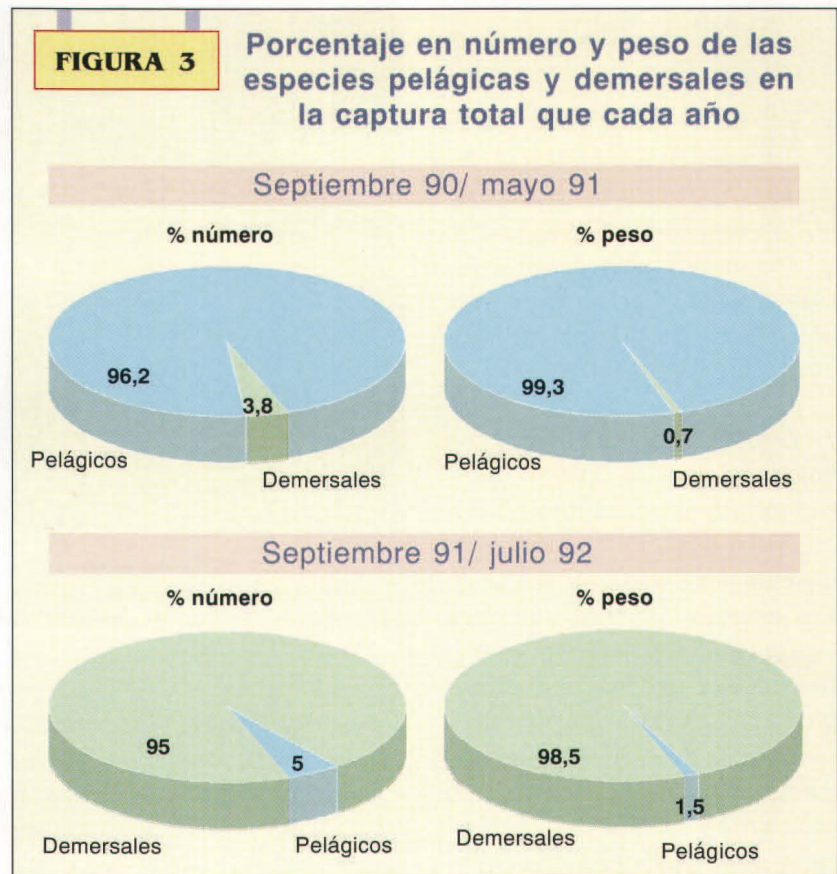 FIGURA 3
Porcentaje en número y peso de las
especies pelágicas y demersales en
la captura total que cada año
Septiembre 90/ mayo 91
% número
% peso
96,2
3,8
Pelágicos
Demersales
99,3
0,7
Pelágicos
Demersales
Septiembre 91/ julio 92
% número
% peso
95
5
Demersales
Pelágicos
98,5
1,5
Demersales
Pelágicos